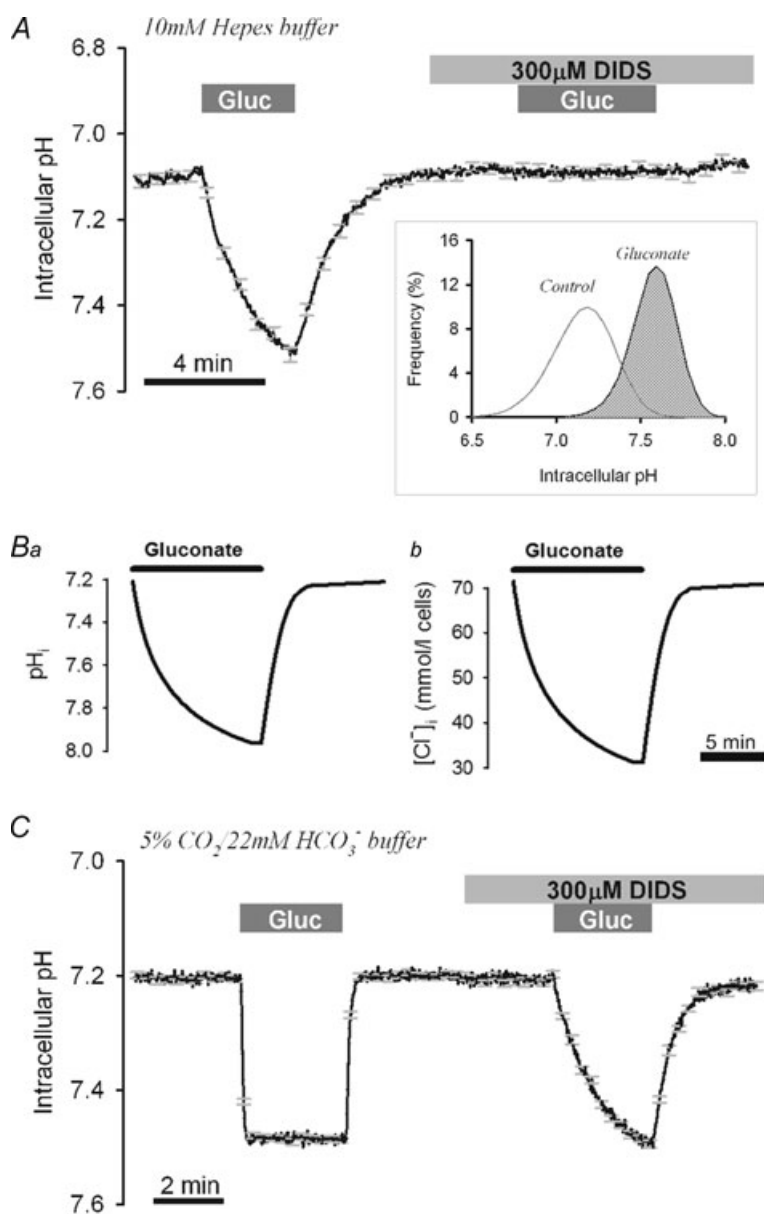 A
10mM Hepes buffer
6.8
7.0
7.2
7.4
7.6
Intracellular pH
300µM DIDS
Gluc
Gluc
4 min
16
12
8
4
0
Frequency (%)
Control
Gluconate
6.5
7.0
7.5
8.0
Intracellular pH
Ba
Gluconate
7.2
7.4
7.6
7.8
8.0
pHi
b
Gluconate
70
60
50
40
30
[Cl⁻]i (mmol/l cells)
5 min
C
5% CO₂/22mM HCO₃⁻ buffer
7.0
7.2
7.4
7.6
Intracellular pH
300µM DIDS
Gluc
Gluc
2 min